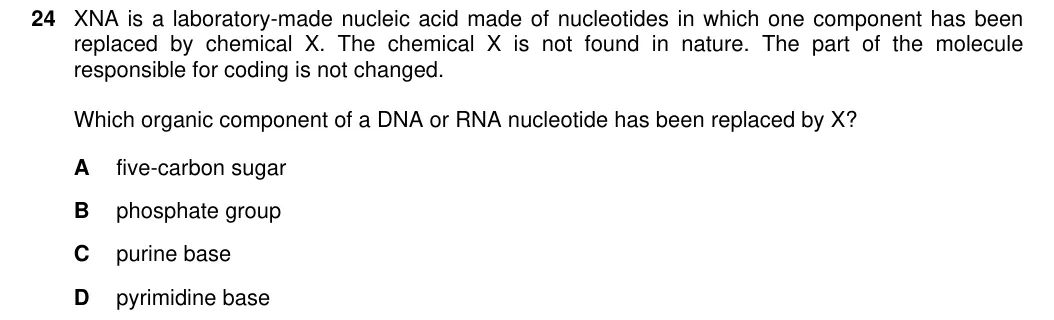 24 XNA is a laboratory-made nucleic acid made of nucleotides in which one component has been
replaced by chemical X. The chemical X is not found in nature. The part of the molecule
responsible for coding is not changed.
Which organic component of a DNA or RNA nucleotide has been replaced by X?
A five-carbon sugar
B phosphate group
C purine base
D pyrimidine base